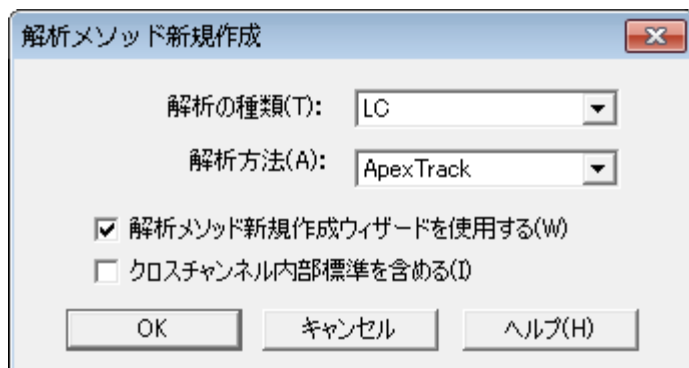 解析メソッド新規作成
解析の種類(T): LC
解析方法(A): ApexTrack
解析メソッド新規作成ウィザードを使用する(W)
クロスチャンネル内部標準を含める(I)
OK キャンセル ヘルプ(H)